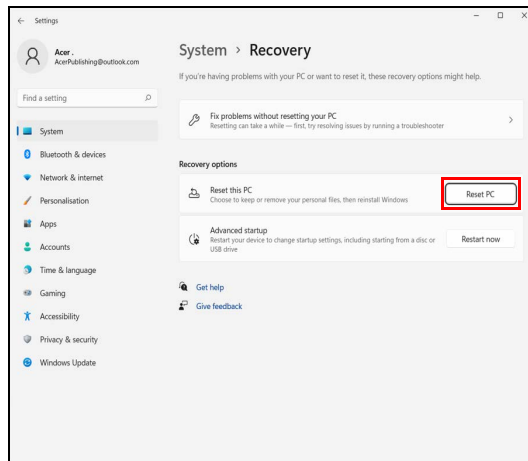 Settings
Acer .
AcerPublishing@outlook.com
Find a setting
System
Bluetooth & devices
Network & internet
Personalisation
Apps
Accounts
Time & language
Gaming
Accessibility
Privacy & security
Windows Update
System > Recovery
If you're having problems with your PC or want to reset it, these recovery options might help.
Fix problems without resetting your PC
Resetting can take a while — first, try resolving issues by running a troubleshooter
Recovery options
Reset this PC
Choose to keep or remove your personal files, then reinstall Windows
Reset PC
Advanced startup
Restart your device to change startup settings, including starting from a disc or
USB drive
Restart now
Get help
Give feedback